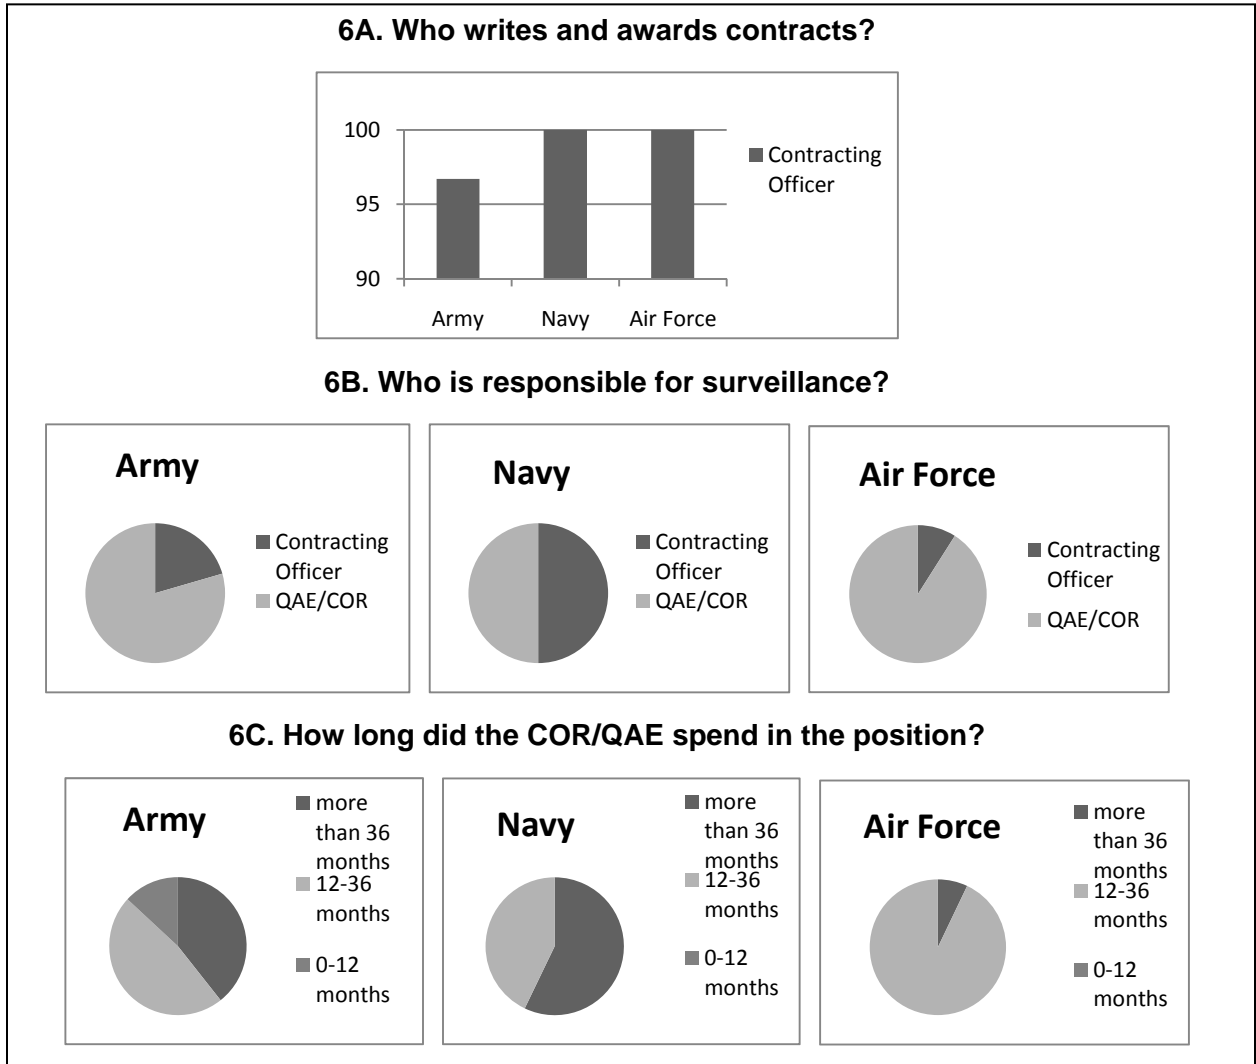 6A. Who writes and awards contracts?
100
95
90
Army Navy Air Force
Contracting
Officer
6B. Who is responsible for surveillance?
Army
Contracting
Officer
QAE/COR
Navy
Contracting
Officer
QAE/COR
Air Force
Contracting
Officer
QAE/COR
6C. How long did the COR/QAE spend in the position?
Army
more
than 36
months
12-36
months
0-12
months
Navy
more
than 36
months
12-36
months
0-12
months
Air Force
more
than 36
months
12-36
months
0-12
months